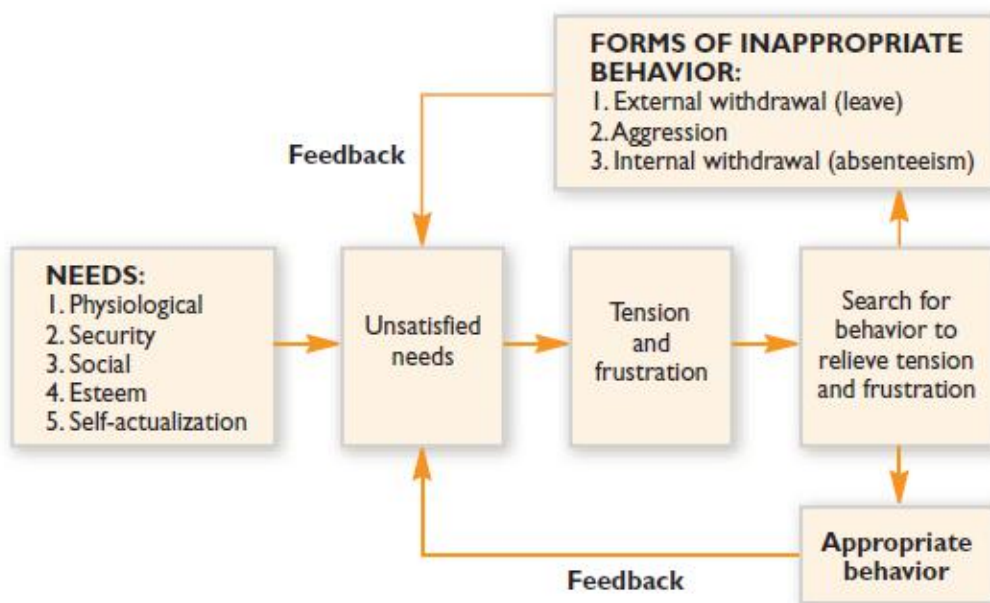 FORMS OF INAPPROPRIATE
BEHAVIOR:
1. External withdrawal (leave)
2. Aggression
3. Internal withdrawal (absenteeism)
Feedback
NEEDS:
1. Physiological
2. Security
3. Social
4. Esteem
5. Self-actualization
Unsatisfied
needs
Tension
and
frustration
Search for
behavior to
relieve tension
and frustration
Appropriate
behavior
Feedback